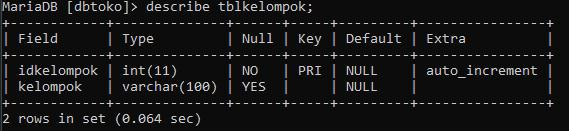 MariaDB [dbtoko]> describe tblkelompok;
+------------+--------------+------+-----+---------+----------------+
| Field      | Type         | Null | Key | Default | Extra          |
+------------+--------------+------+-----+---------+----------------+
| idkelompok | int(11)      | NO   | PRI | NULL    | auto_increment |
| kelompok   | varchar(100) | YES  |     | NULL    |                |
+------------+--------------+------+-----+---------+----------------+
2 rows in set (0.064 sec)